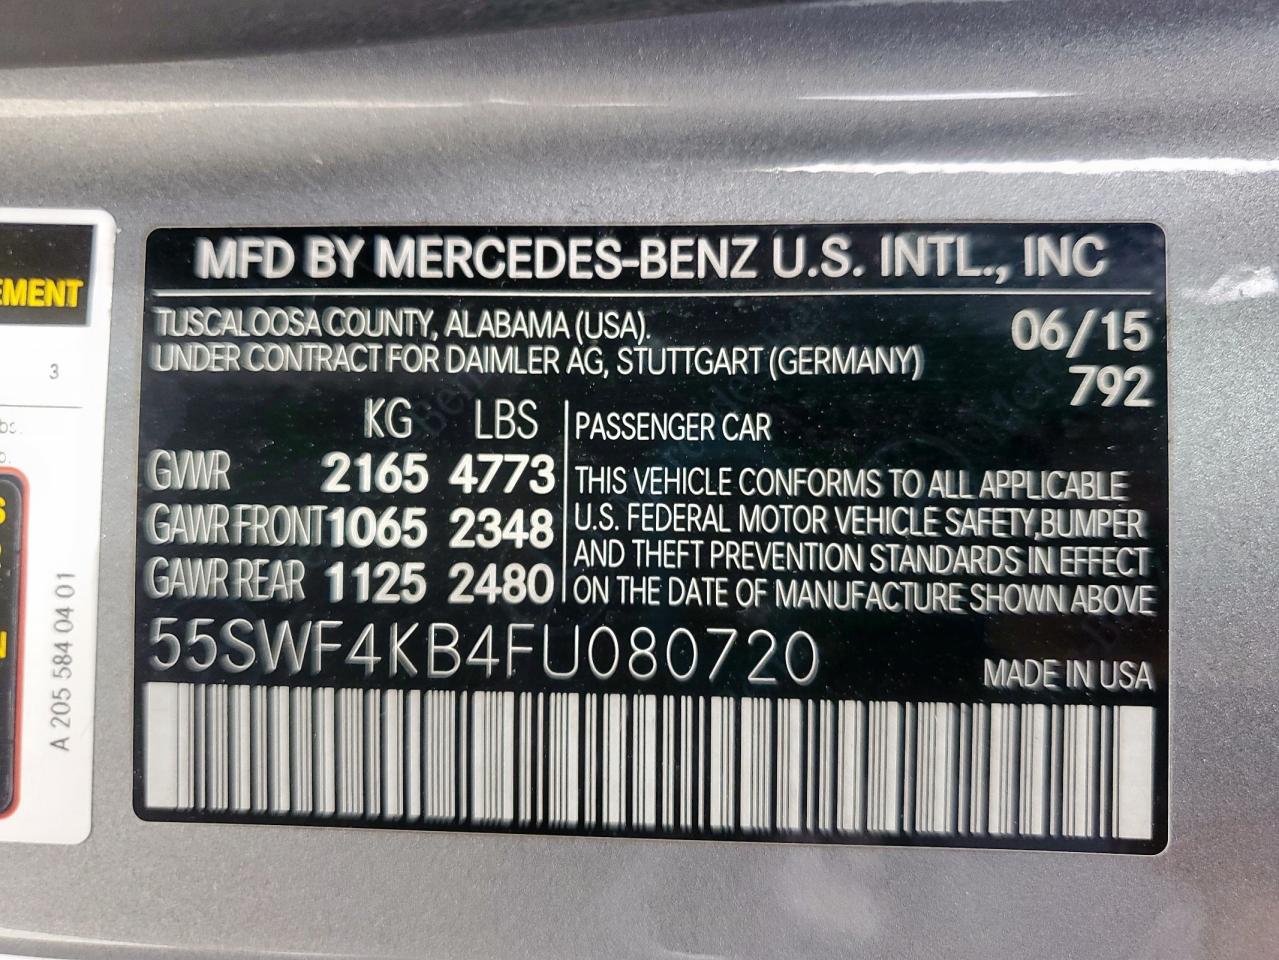 MFD BY MERCEDES-BENZ U.S. INTL., INC
TUSCALOOSA COUNTY, ALABAMA (USA).
UNDER CONTRACT FOR DAIMLER AG, STUTTGART (GERMANY)
06/15
792
KG LBS
GVWR 2165 4773
GAWR FRONT 1065 2348
GAWR REAR 1125 2480
PASSENGER CAR
THIS VEHICLE CONFORMS TO ALL APPLICABLE
U.S. FEDERAL MOTOR VEHICLE SAFETY, BUMPER
AND THEFT PREVENTION STANDARDS IN EFFECT
ON THE DATE OF MANUFACTURE SHOWN ABOVE
55SWF4KB4FU080720
MADE IN USA
EMENT
3
bs.
A 205 584 04 01